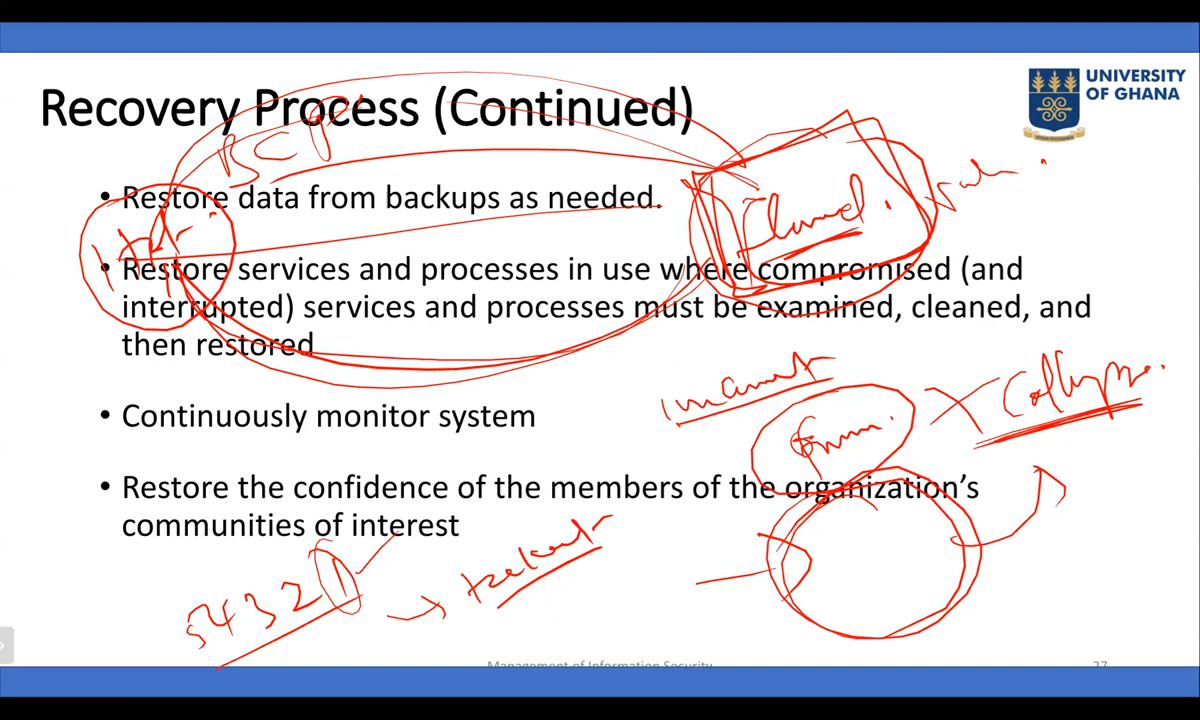 Recovery Process (Continued)
UNIVERSITY
OF GHANA
BCP
• Restore data from backups as needed.
• Restore services and processes in use where compromised (and
interrupted) services and processes must be examined, cleaned, and
then restored
• Continuously monitor system
• Restore the confidence of the members of the organization's
communities of interest
54321
Management of Information Security
27